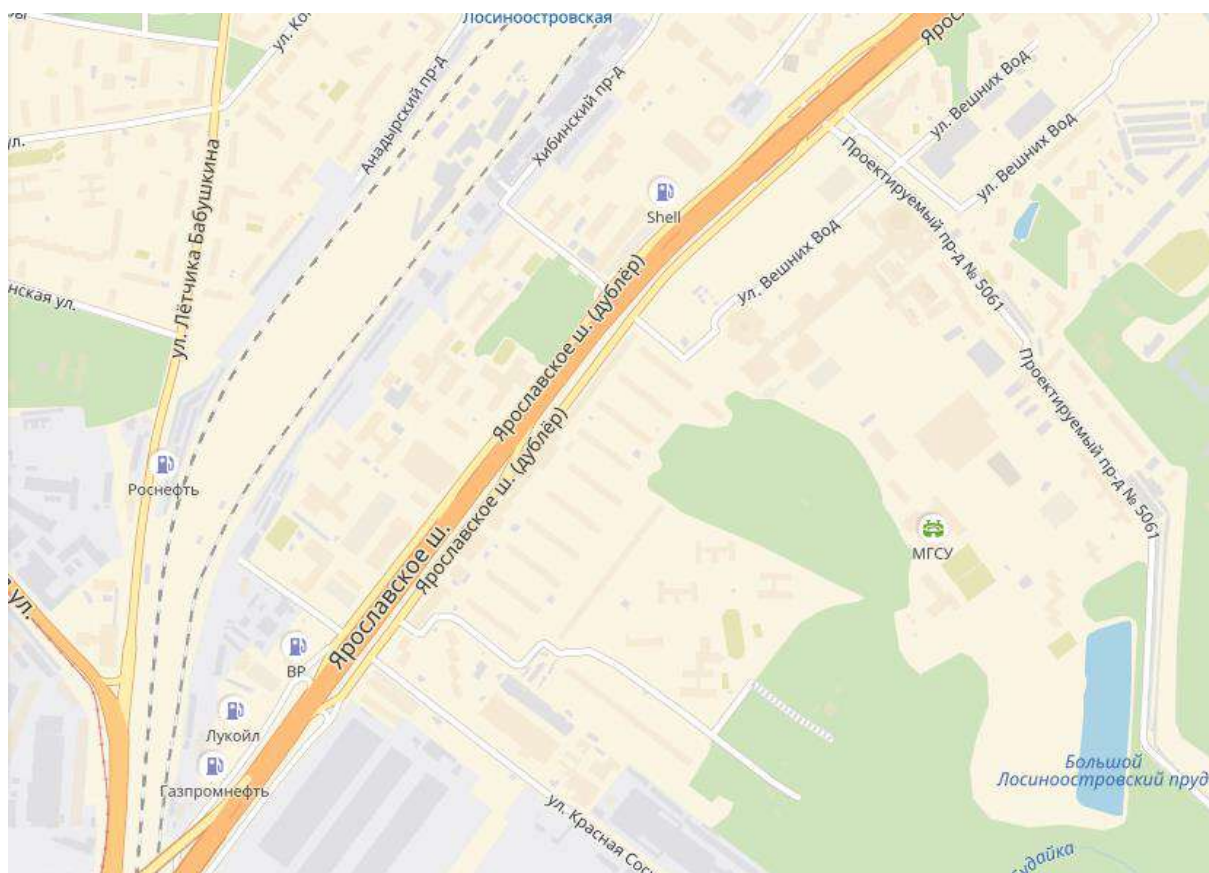 Лосиноостровская
ул. Ко
Анадырский пр-д
Хибинский пр-д
ул.
ул. Лётчика Бабушкина
нская ул.
Shell
Проектируемый пр-д № 5061
ул. Вешних Вод
ул. Вешних Вод
ул. Вешних Вод
Ярославское ш. (дублёр)
Проектируемый пр-д № 5061
Роснефть
Ярославское ш. (дублёр)
МГСУ
Ярославское ш.
ул.
BP
Лукойл
Газпромнефть
Большой
Лосиноостровский пруд
ул. Красная Сос
удайка